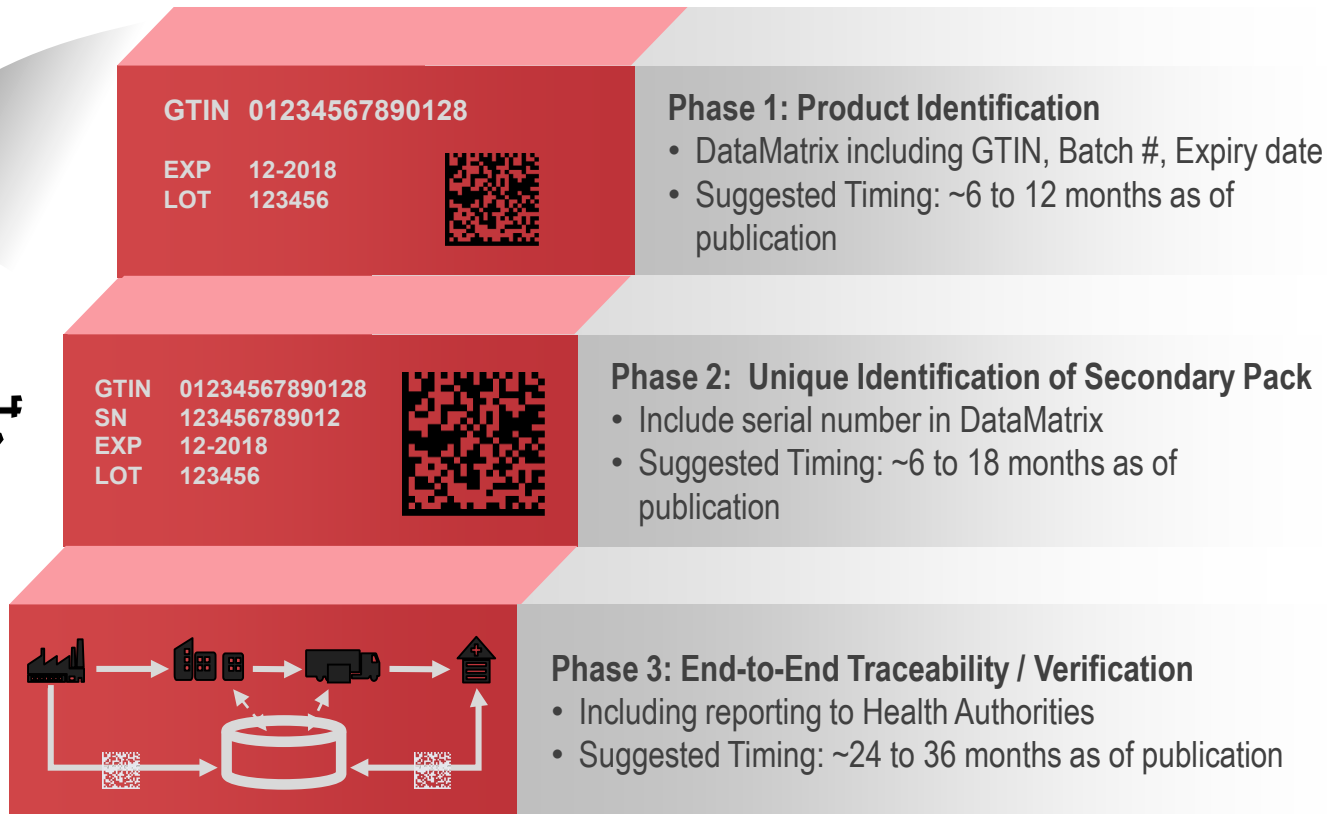 GTIN 01234567890128
EXP 12-2018
LOT 123456
Phase 1: Product Identification
• DataMatrix including GTIN, Batch #, Expiry date
• Suggested Timing: ~6 to 12 months as of
publication
GTIN 01234567890128
SN 123456789012
EXP 12-2018
LOT 123456
Phase 2: Unique Identification of Secondary Pack
• Include serial number in DataMatrix
• Suggested Timing: ~6 to 18 months as of
publication
Phase 3: End-to-End Traceability / Verification
• Including reporting to Health Authorities
• Suggested Timing: ~24 to 36 months as of publication